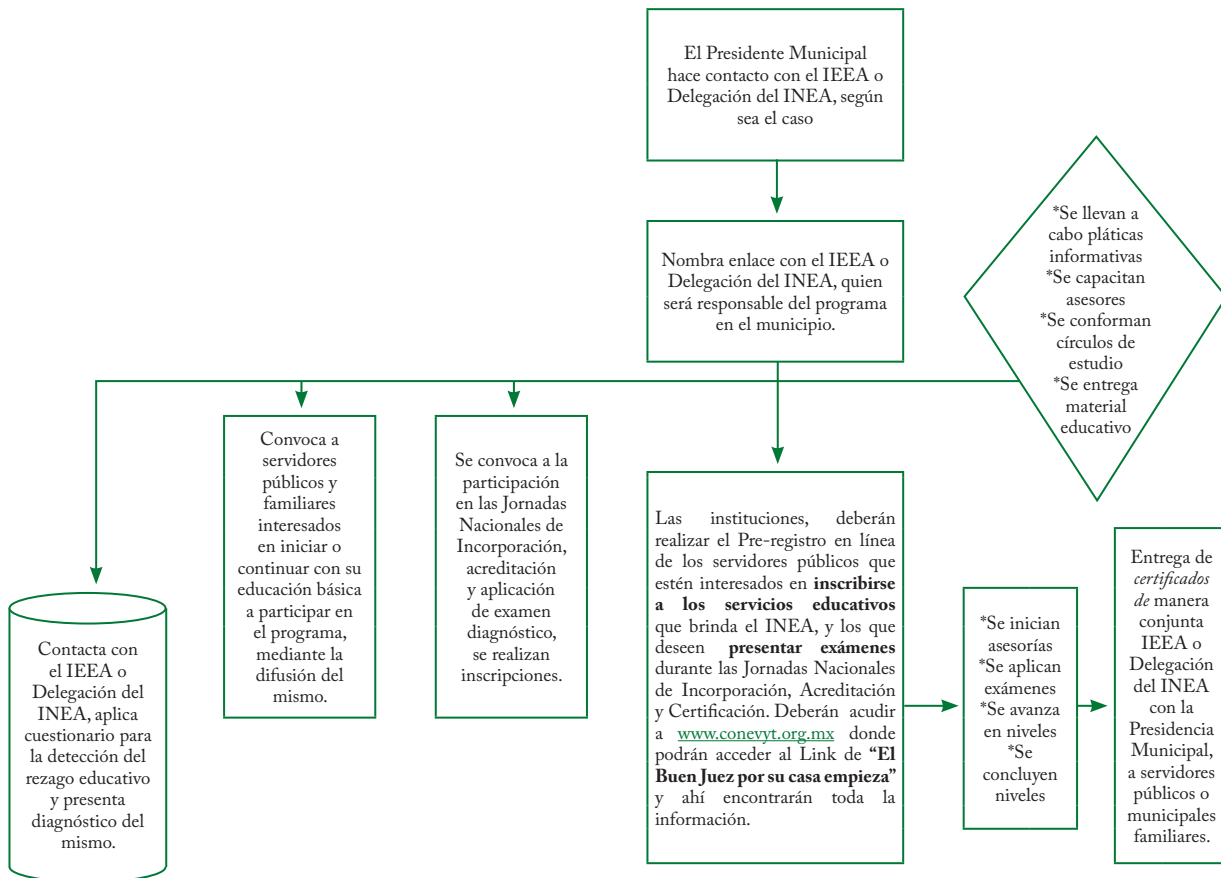 El Presidente Municipal
hace contacto con el IEEA o
Delegación del INEA, según
sea el caso
Nombra enlace con el IEEA o
Delegación del INEA, quien
será responsable del programa
en el municipio.
*Se llevan a
cabo pláticas
informativas
*Se capacitan
asesores
*Se conforman
círculos de
estudio
*Se entrega
material
educativo
Contacta con
el IEEA o
Delegación del
INEA, aplica
cuestionario para
la detección del
rezago educativo
y presenta
diagnóstico del
mismo.
Convoca a
servidores
públicos y
familiares
interesados
en iniciar o
continuar con su
educación básica
a participar en
el programa,
mediante la
difusión del
mismo.
Se convoca a la
participación
en las Jornadas
Nacionales de
Incorporación,
acreditación
y aplicación
de examen
diagnóstico,
se realizan
inscripciones.
Las instituciones, deberán
realizar el Pre-registro en línea
de los servidores públicos que
estén interesados en inscribirse
a los servicios educativos
que brinda el INEA, y los que
deseen presentar exámenes
durante las Jornadas Nacionales
de Incorporación, Acreditación
y Certificación. Deberán acudir
a www.conevyt.org.mx donde
podrán acceder al Link de “El
Buen Juez por su casa empieza”
y ahí encontrarán toda la
información.
*Se inician
asesorías
*Se aplican
exámenes
*Se avanza
en niveles
*Se
concluyen
niveles
Entrega de
certificados
de manera
conjunta
IEEA o
Delegación
del INEA
con la
Presidencia
Municipal,
a servidores
públicos o
municipales
familiares.